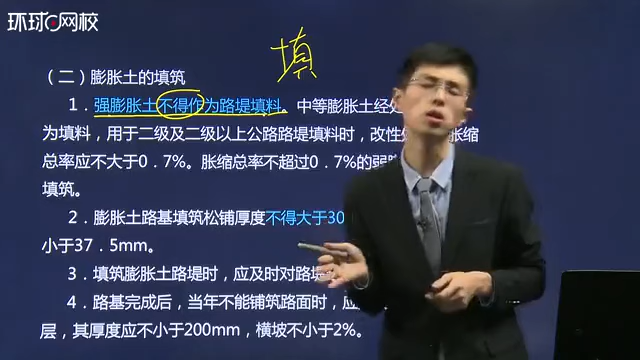 环球网校
填
（二）膨胀土的填筑
1．强膨胀土不得作为路堤填料。中等膨胀土经处
为填料，用于二级及二级以上公路路堤填料时，改性 胀缩
总率应不大于0．7%。胀缩总率不超过0．7%的弱
填筑。
2．膨胀土路基填筑松铺厚度不得大于30
小于37．5mm。
3．填筑膨胀土路堤时，应及时对路堤
4．路基完成后，当年不能铺筑路面时，应
层，其厚度应不小于200mm，横坡不小于2%。